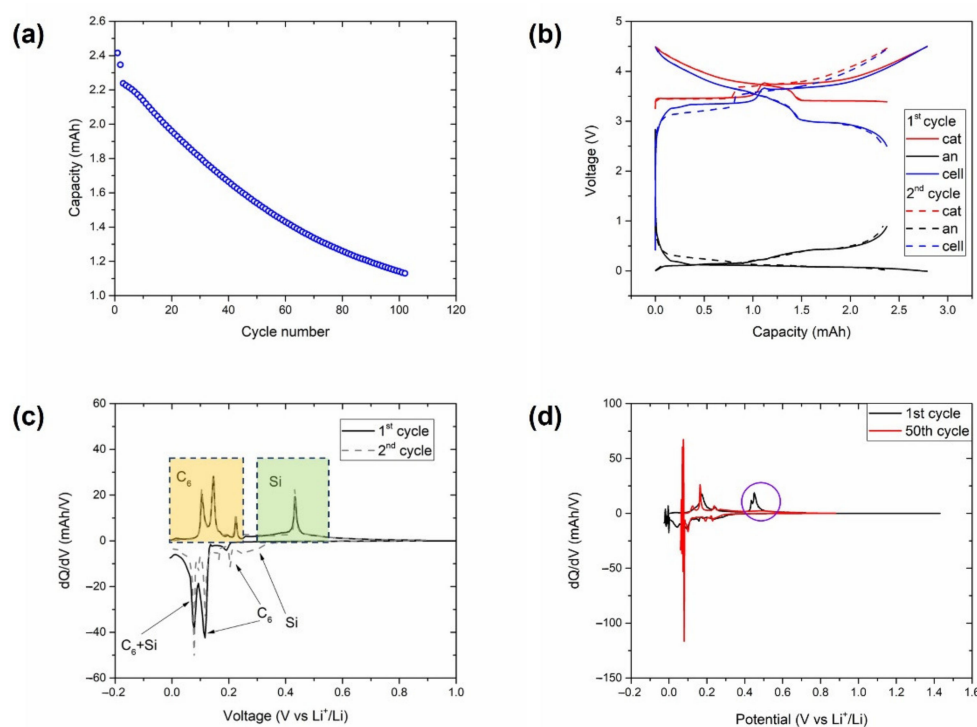 (a)
2.6
2.4
2.2
2.0
1.8
1.6
1.4
1.2
1.0
Capacity (mAh)
0 20 40 60 80 100 120
Cycle number
(b)
5
4
3
2
1
0
Voltage (V)
0.0 0.5 1.0 1.5 2.0 2.5 3.0
Capacity (mAh)
1st cycle
cat
an
cell
2nd cycle
cat
an
cell
(c)
60
40
20
0
−20
−40
−60
dQ/dV (mAh/V)
1st cycle
2nd cycle
C6
Si
C6
Si
C6+Si
−0.2 0.0 0.2 0.4 0.6 0.8 1.0
Voltage (V vs Li+/Li)
(d)
100
50
0
−50
−100
−150
dQ/dV (mAh/V)
1st cycle
50th cycle
−0.2 0.0 0.2 0.4 0.6 0.8 1.0 1.2 1.4 1.6
Potential (V vs Li+/Li)